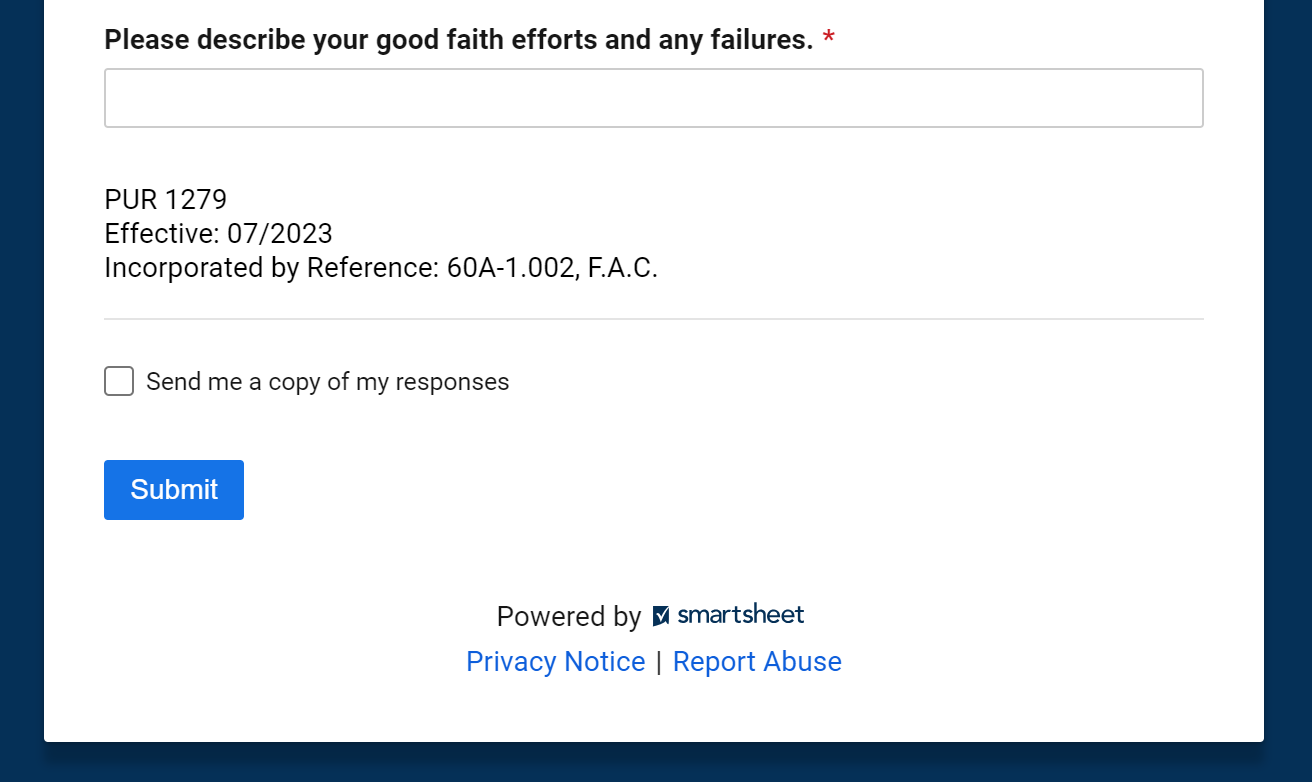 Please describe your good faith efforts and any failures. *
PUR 1279
Effective: 07/2023
Incorporated by Reference: 60A-1.002, F.A.C.
Send me a copy of my responses
Submit
Powered by smartsheet
Privacy Notice | Report Abuse